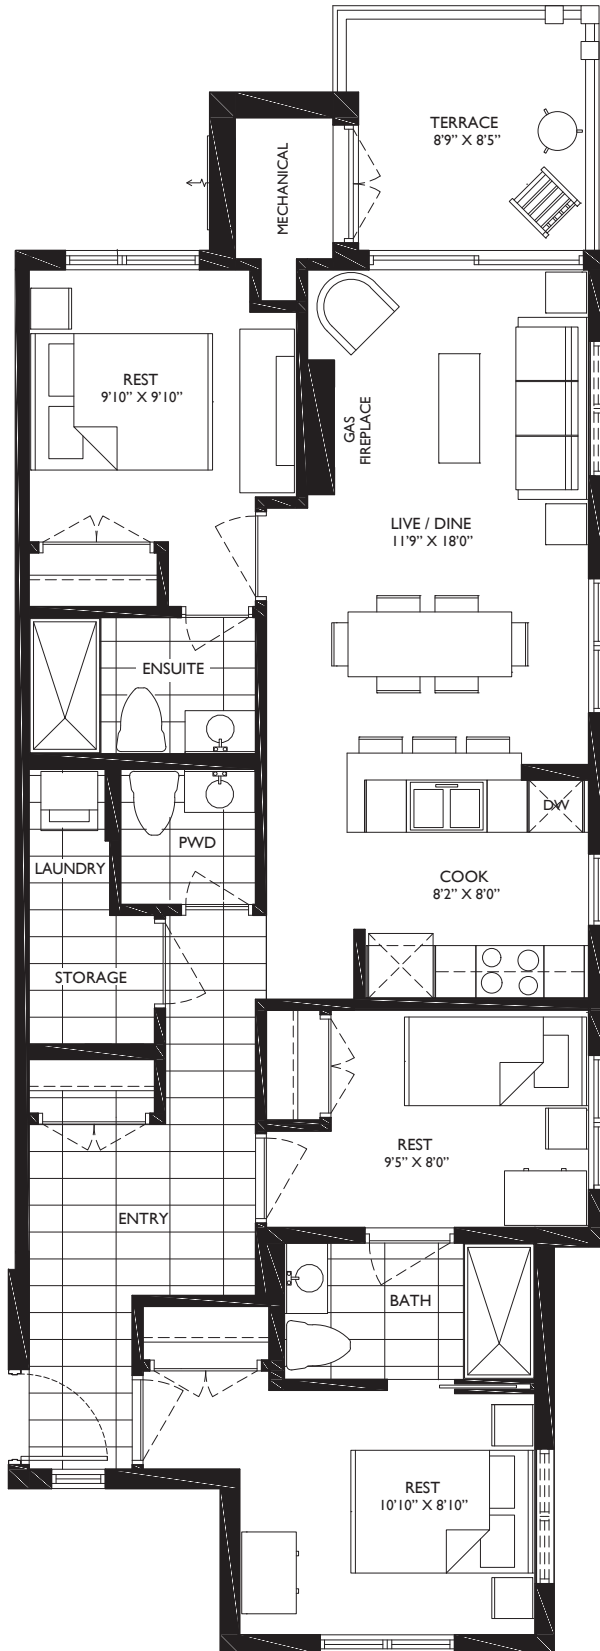 TERRACE
8'9" X 8'5"
MECHANICAL
REST
9'10" X 9'10"
GAS
FIREPLACE
LIVE / DINE
11'9" X 18'0"
ENSUITE
DW
PWD
LAUNDRY
COOK
8'2" X 8'0"
STORAGE
REST
9'5" X 8'0"
ENTRY
BATH
REST
10'10" X 8'10"